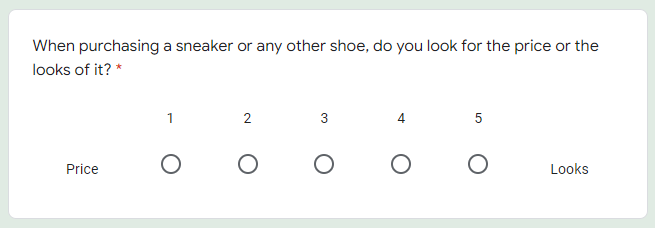 When purchasing a sneaker or any other shoe, do you look for the price or the
looks of it? *
1 2 3 4 5
Price Looks